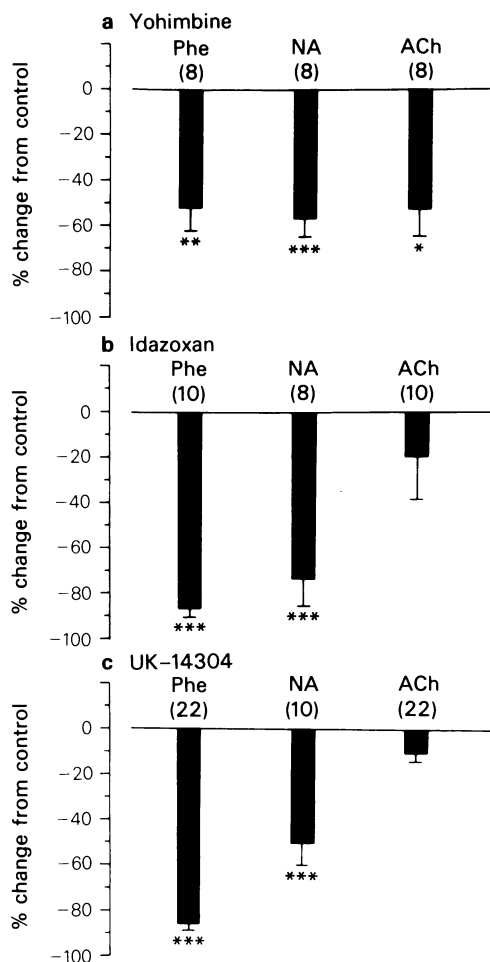 a Yohimbine
Phe NA ACh
(8) (8) (8)
% change from control
0
−20
−40
−60
−80
−100
** *** *
b Idazoxan
Phe NA ACh
(10) (8) (10)
% change from control
0
−20
−40
−60
−80
−100
*** ***
c UK–14304
Phe NA ACh
(22) (10) (22)
% change from control
0
−20
−40
−60
−80
−100
*** ***